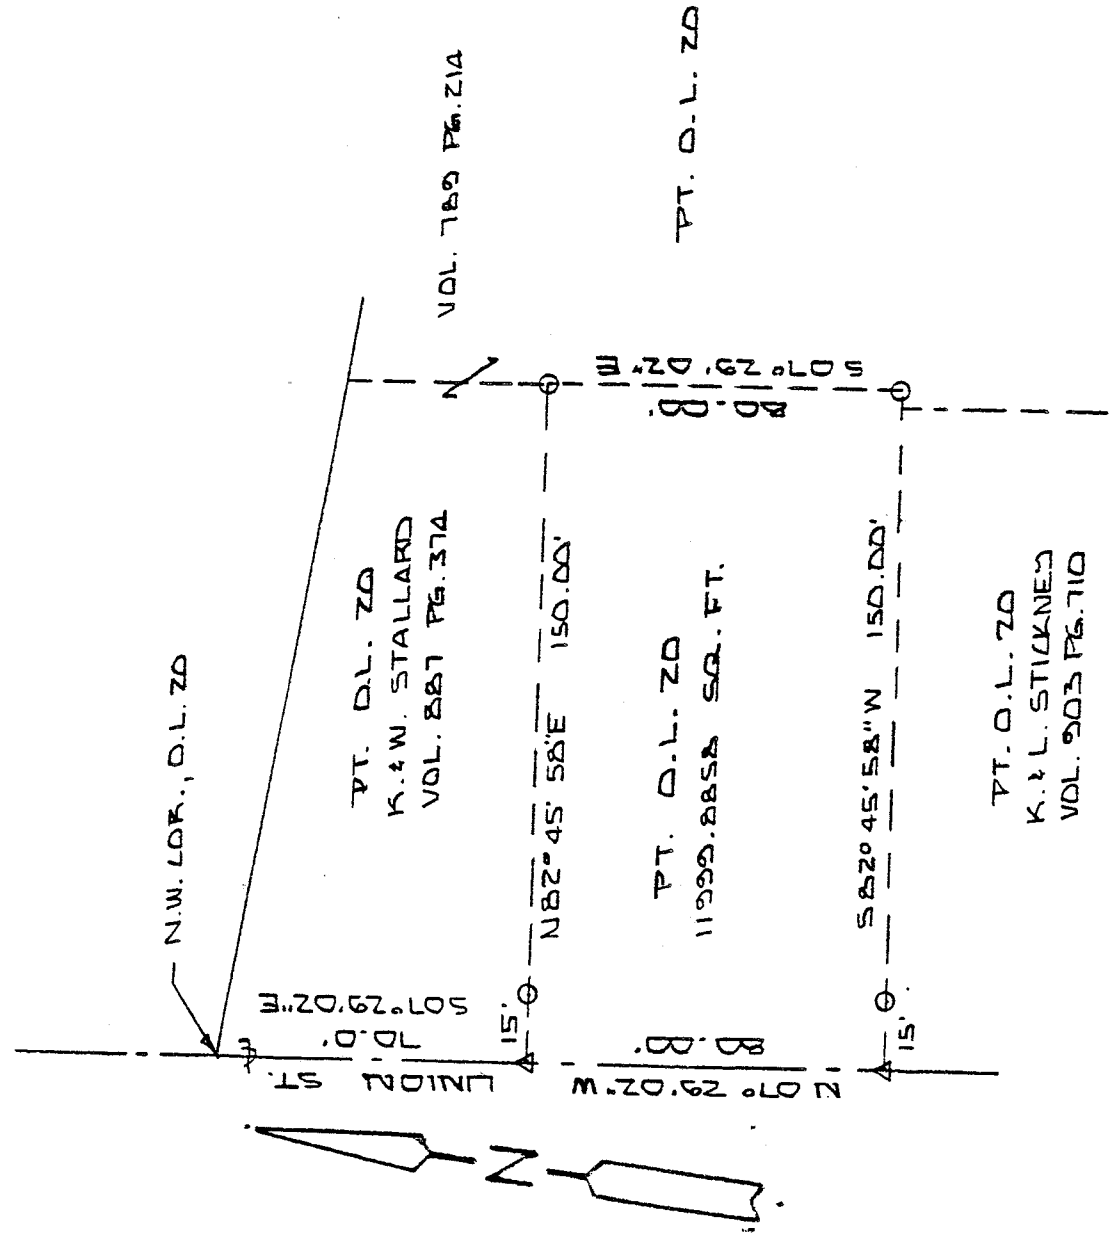 N.W. COR., O.L. 20
VOL. 789 PG. 214
PT. O.L. 20
PT. O.L. 20
K. & W. STALLARD
VOL. 887 PG. 374
S 07° 29' 02" E
80.00'
N 82° 45' 58" E 150.00'
PT. O.L. 20
11999.8858 SQ. FT.
S 82° 45' 58" W 150.00'
PT. O.L. 20
K. & L. STICKNEY
VOL. 903 PG. 710
S 07° 29' 02" E
70.0'
15'
UNION ST.
80.00'
N 07° 29' 02" W
15'
N